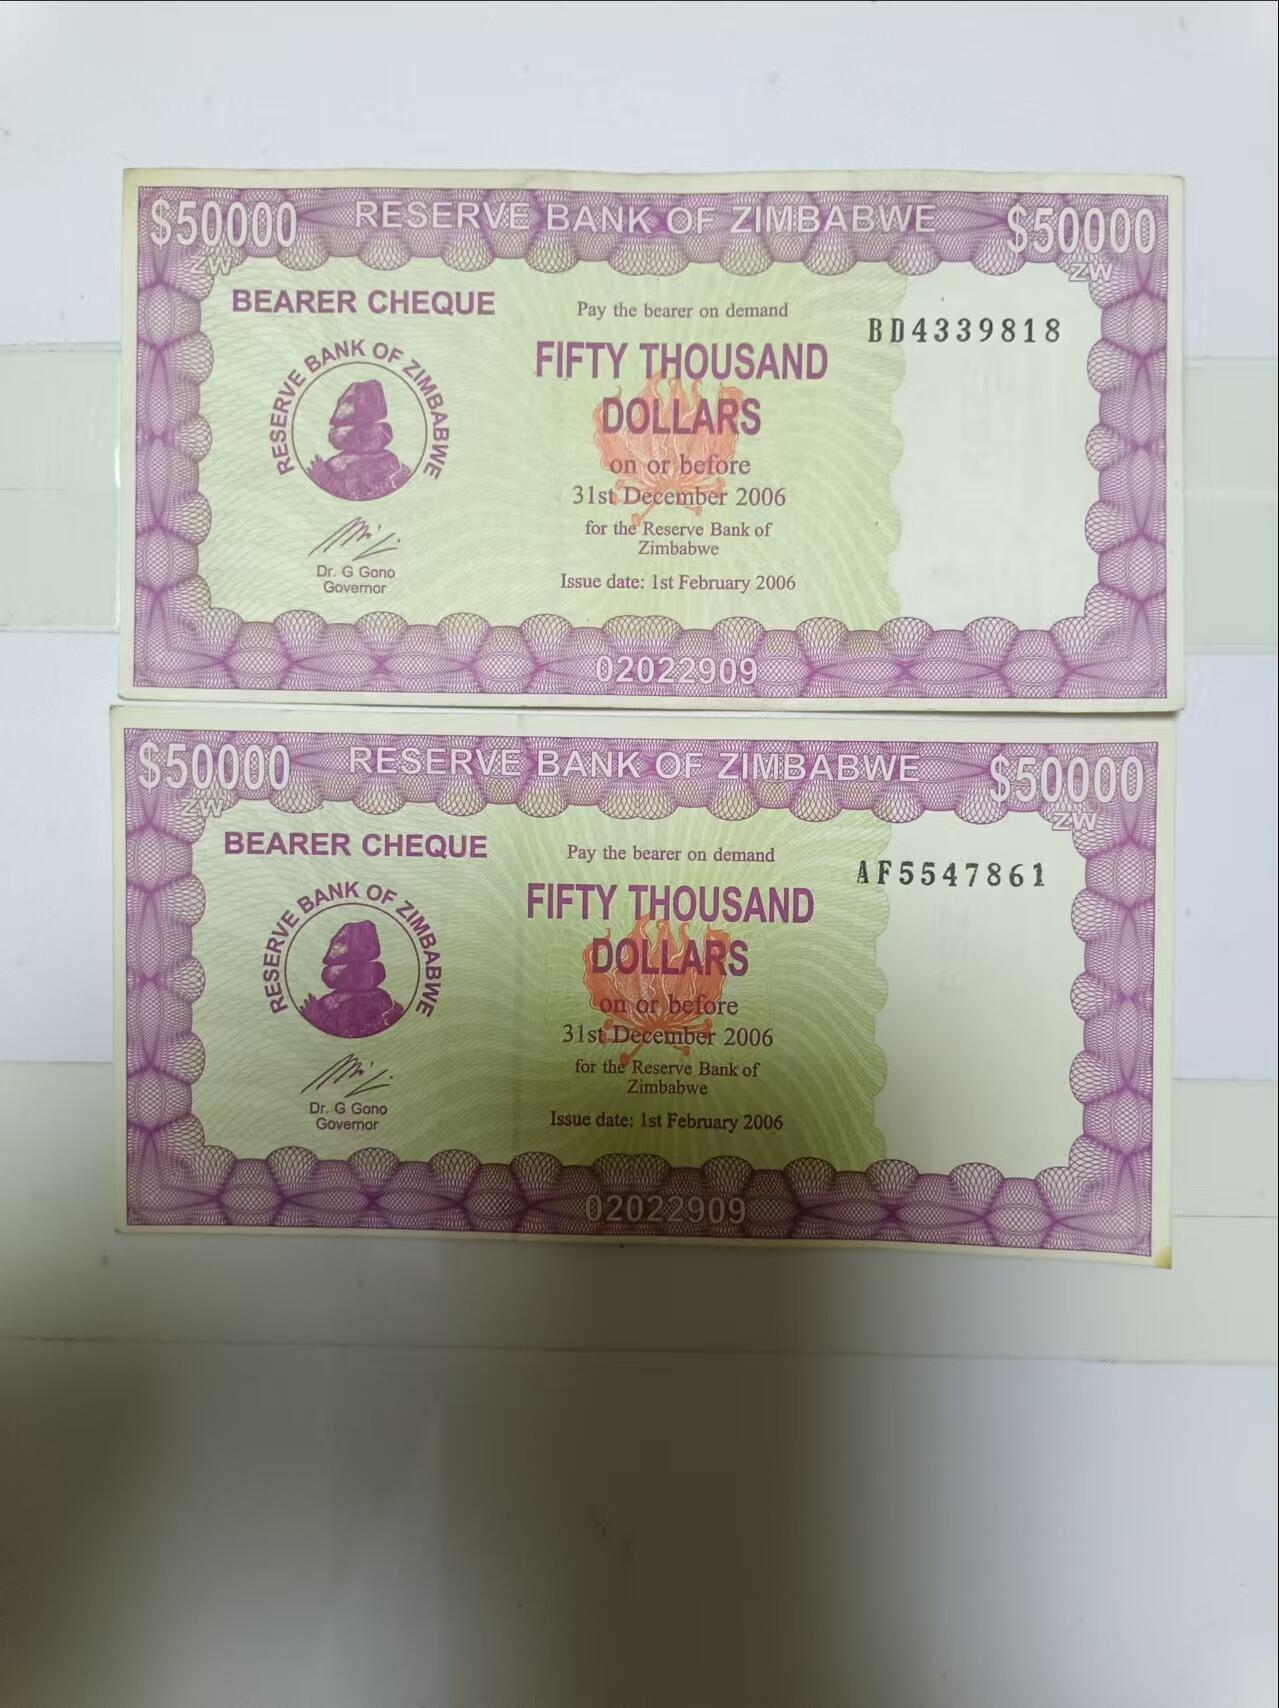 $50000 RESERVE BANK OF ZIMBABWE $50000
ZW ZW
BEARER CHEQUE
Pay the bearer on demand
BD4339818
FIFTY THOUSAND
DOLLARS
RESERVE BANK OF ZIMBABWE
on or before
31st December 2006
for the Reserve Bank of
Zimbabwe
Dr. G Gono
Governor
Issue date: 1st February 2006
02022909
$50000 RESERVE BANK OF ZIMBABWE $50000
ZW ZW
BEARER CHEQUE
Pay the bearer on demand
AF5547861
FIFTY THOUSAND
DOLLARS
RESERVE BANK OF ZIMBABWE
on or before
31st December 2006
for the Reserve Bank of
Zimbabwe
Dr. G Gono
Governor
Issue date: 1st February 2006
02022909